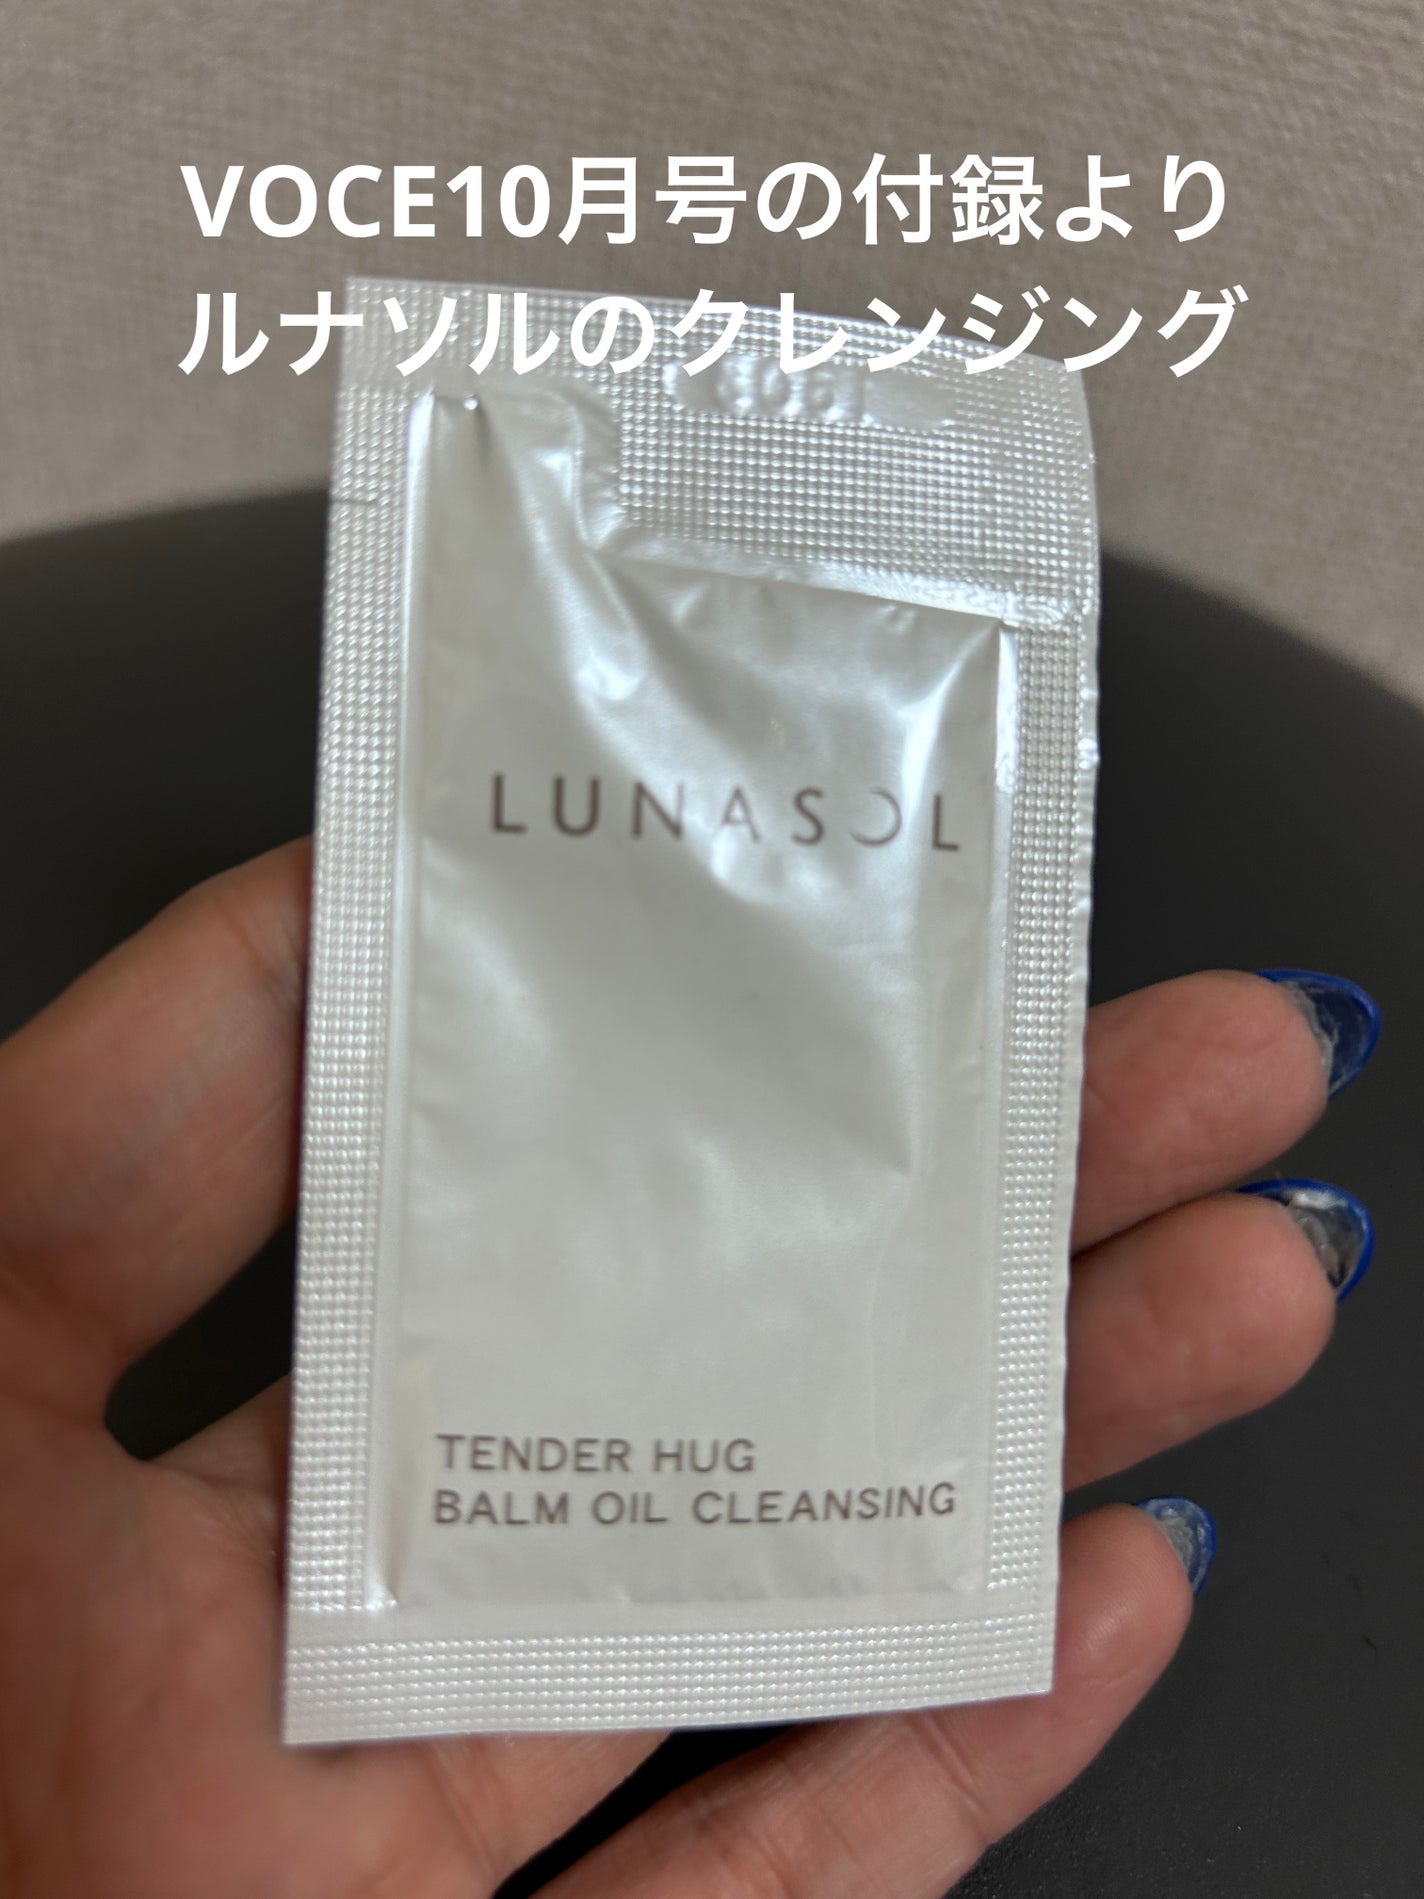 VOCE10月号の付録より
ルナソルのクレンジング
LUNASOL
TENDER HUG
BALM OIL CLEANSING